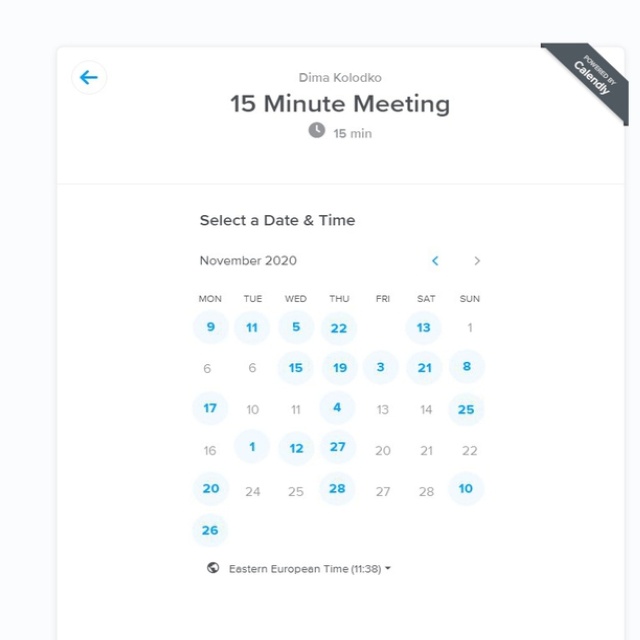 POWERED BY
Calendly
Dima Kolodko
15 Minute Meeting
15 min
Select a Date & Time
November 2020
MON TUE WED THU FRI SAT SUN
9 11 5 22 13 1
6 6 15 19 3 21 8
17 10 11 4 13 14 25
16 1 12 27 20 21 22
20 24 25 28 27 28 10
26
Eastern European Time (11:38)